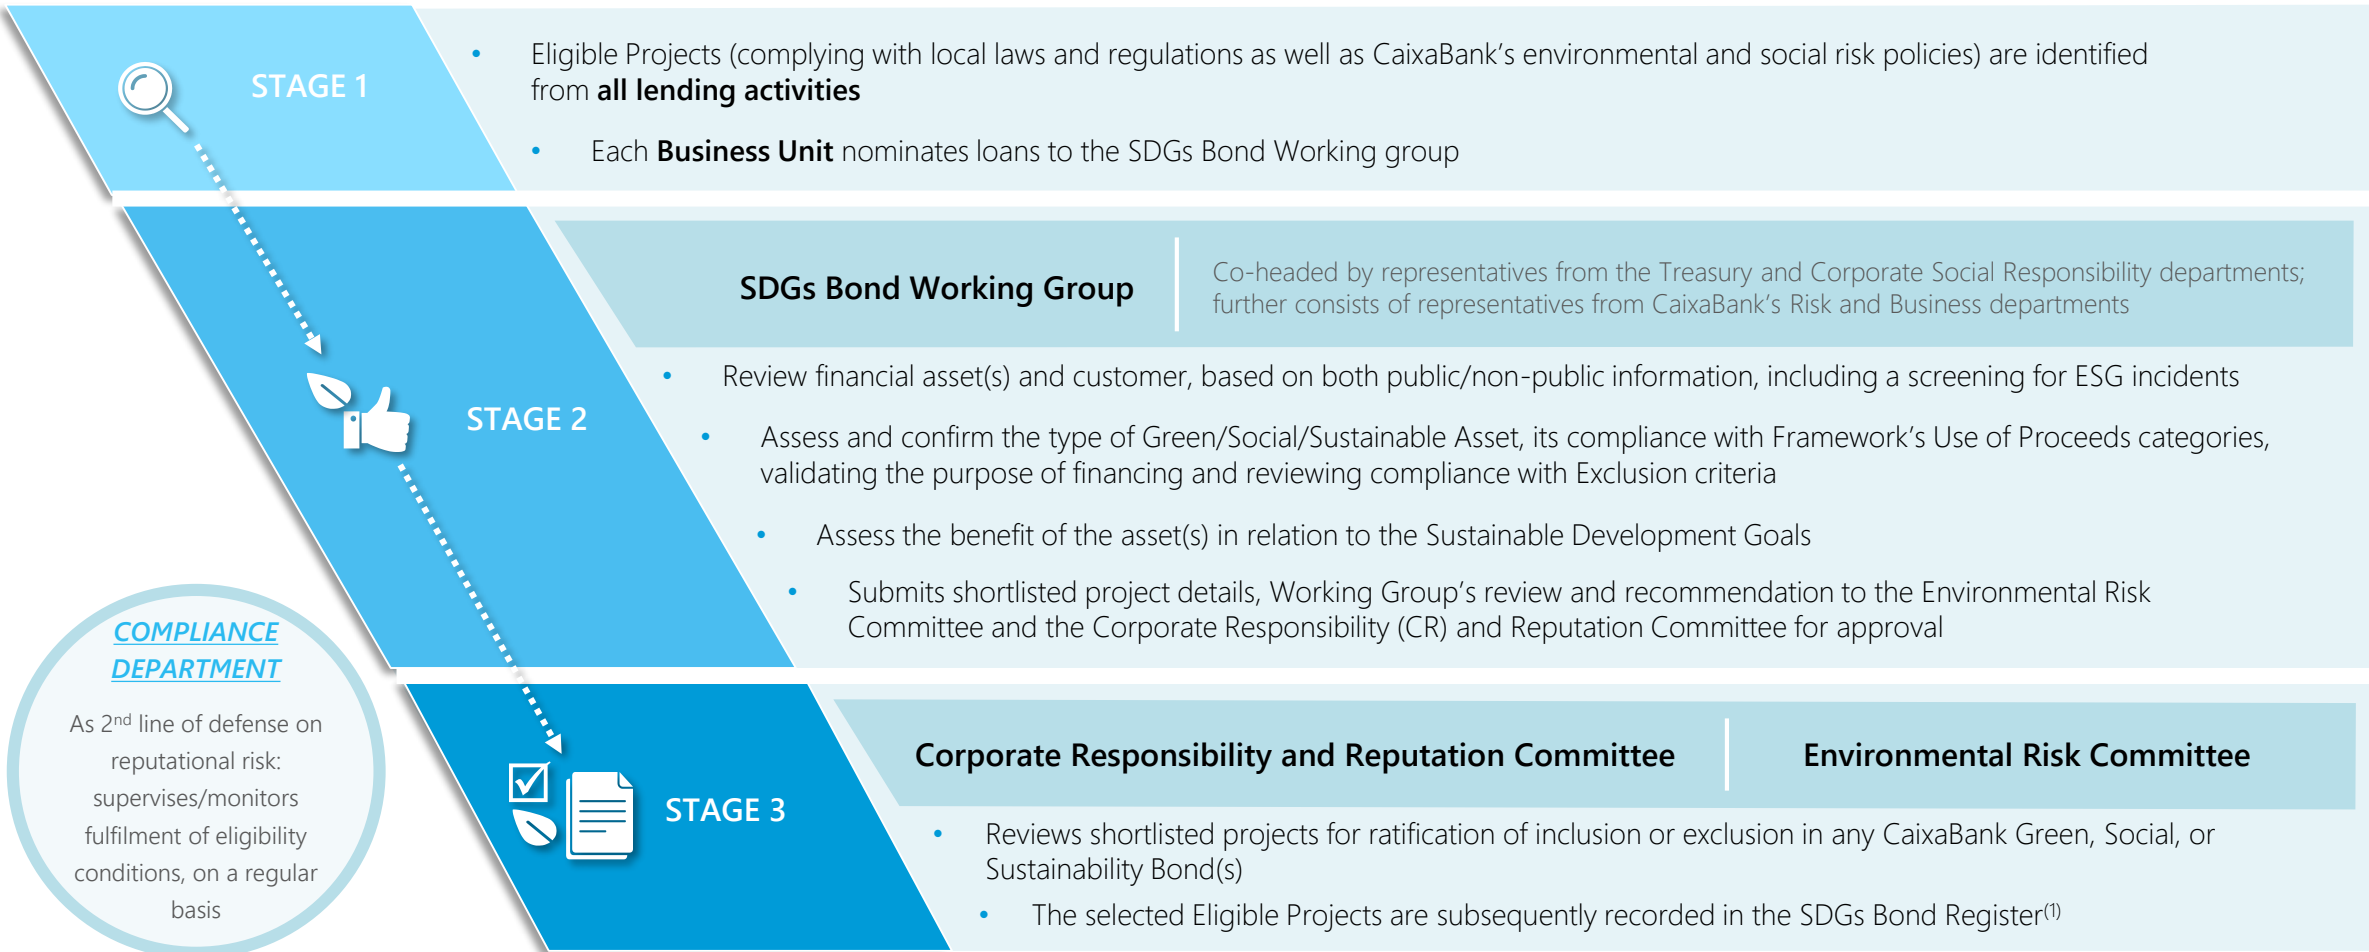 STAGE 1
• Eligible Projects (complying with local laws and regulations as well as CaixaBank’s environmental and social risk policies) are identified
from all lending activities
• Each Business Unit nominates loans to the SDGs Bond Working group
STAGE 2
SDGs Bond Working Group
Co-headed by representatives from the Treasury and Corporate Social Responsibility departments;
further consists of representatives from CaixaBank’s Risk and Business departments
• Review financial asset(s) and customer, based on both public/non-public information, including a screening for ESG incidents
• Assess and confirm the type of Green/Social/Sustainable Asset, its compliance with Framework’s Use of Proceeds categories,
validating the purpose of financing and reviewing compliance with Exclusion criteria
• Assess the benefit of the asset(s) in relation to the Sustainable Development Goals
• Submits shortlisted project details, Working Group’s review and recommendation to the Environmental Risk
Committee and the Corporate Responsibility (CR) and Reputation Committee for approval
COMPLIANCE
DEPARTMENT
As 2nd line of defense on
reputational risk:
supervises/monitors
fulfilment of eligibility
conditions, on a regular
basis
STAGE 3
Corporate Responsibility and Reputation Committee
Environmental Risk Committee
• Reviews shortlisted projects for ratification of inclusion or exclusion in any CaixaBank Green, Social, or
Sustainability Bond(s)
• The selected Eligible Projects are subsequently recorded in the SDGs Bond Register(1)